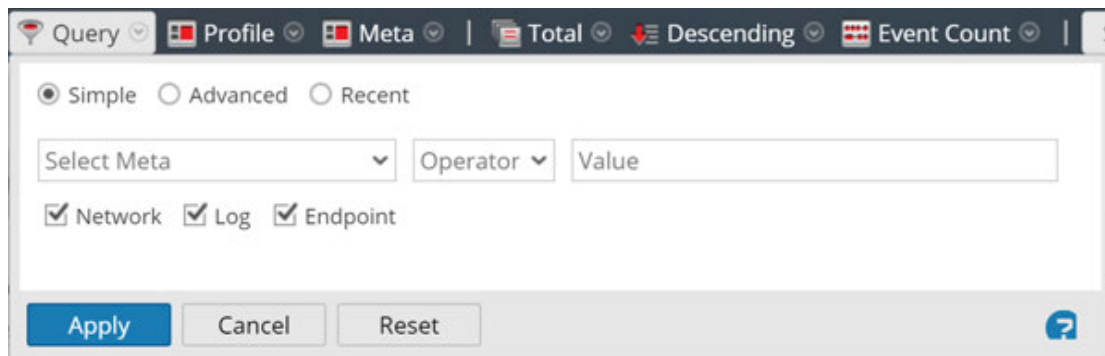 Query Profile Meta | Total Descending Event Count |
Simple Advanced Recent
Select Meta Operator Value
Network Log Endpoint
Apply Cancel Reset ?